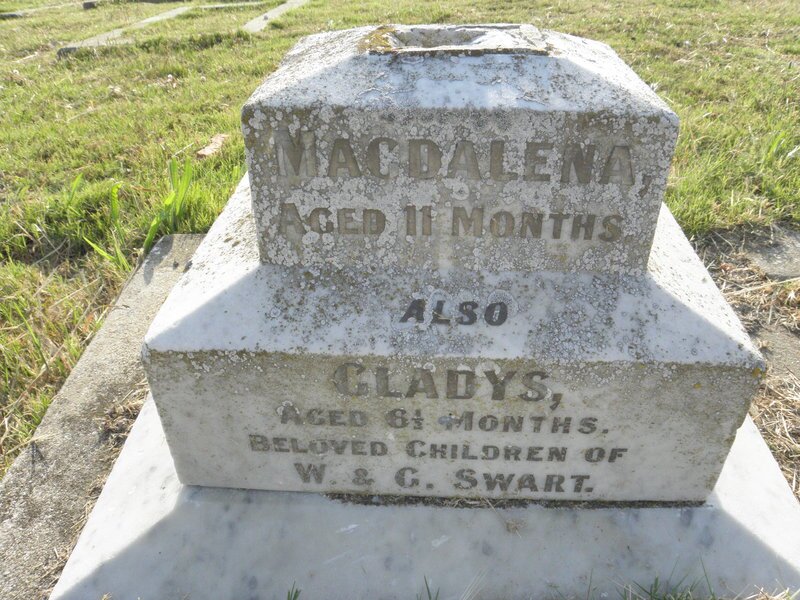 MAGDALENA,
AGED 11 MONTHS.
ALSO
GLADYS,
AGED 6½ MONTHS.
BELOVED CHILDREN OF
W. & G. SWART.